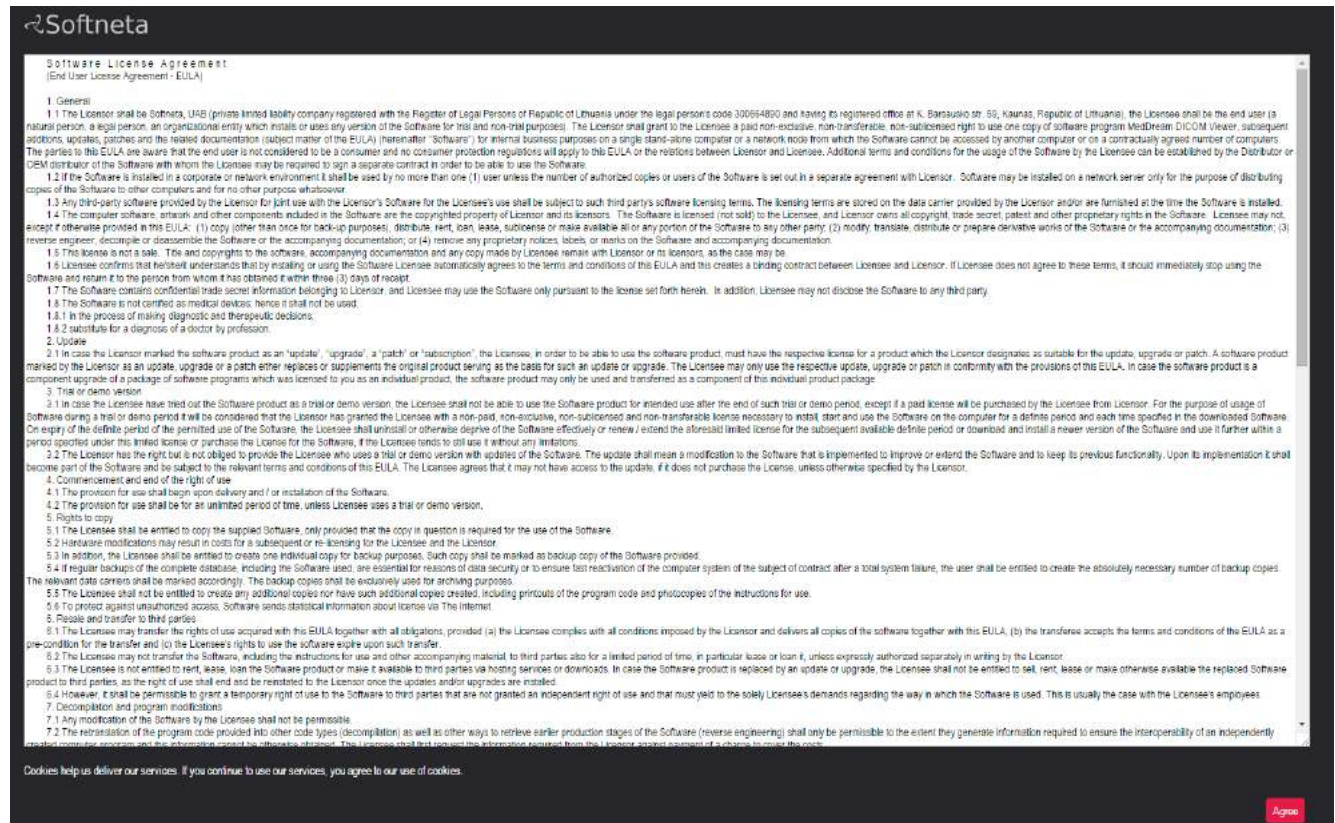 Softneta
Software License Agreement
(End User License Agreement - EULA)
1. General
1.1 The Licensor shall be Softneta, UAB (private limited liability company registered with the Register of Legal Persons of Republic of Lithuania under the legal person's code 300664890 and having its registered office at K. Barsausko str. 59, Kaunas, Republic of Lithuania), the Licensee shall be the end user (a
natural person, a legal person, an organizational entity which installs or uses any version of the Software for trial and non-trial purposes). The Licensor shall grant to the Licensee a paid non-exclusive, non-transferable, non-sublicensed right to use one copy of software program MedDream DICOM Viewer, subsequent
additions, updates, patches and the related documentation (subject matter of the EULA) (hereinafter "Software") for internal business purposes on a single stand-alone computer or a network node from which the Software cannot be accessed by another computer or on a contractually agreed number of computers.
The parties to this EULA are aware that the end user is not considered to be a consumer and no consumer protection regulations will apply to this EULA or the relations between Licensor and Licensee. Additional terms and conditions for the usage of the Software by the Licensee can be established by the Distributor or
OEM distributor of the Software with whom the Licensee may be required to sign a separate contract in order to be able to use the Software.
1.2 If the Software is installed in a corporate or network environment it shall be used by no more than one (1) user unless the number of authorized copies or users of the Software is set out in a separate agreement with Licensor. Software may be installed on a network server only for the purpose of distributing
copies of the Software to other computers and for no other purpose whatsoever.
1.3 Any third-party software provided by the Licensor for joint use with the Licensor's Software for the Licensee's use shall be subject to such third party's software licensing terms. The licensing terms are stored on the data carrier provided by the Licensor and/or are furnished at the time the Software is installed.
1.4 The computer software, artwork and other components included in the Software are the copyrighted property of Licensor and its licensors. The Software is licensed (not sold) to the Licensee, and Licensor owns all copyright, trade secret, patent and other proprietary rights in the Software. Licensee may not,
except if otherwise provided in this EULA: (1) copy (other than once for back-up purposes), distribute, rent, loan, lease, sublicense or make available all or any portion of the Software to any other party; (2) modify, translate, distribute or prepare derivative works of the Software or the accompanying documentation; (3)
reverse engineer, decompile or disassemble the Software or the accompanying documentation; or (4) remove any proprietary notices, labels, or marks on the Software and accompanying documentation.
1.5 This license is not a sale. Title and copyrights to the software, accompanying documentation and any copy made by Licensee remain with Licensor or its licensors, as the case may be.
1.6 Licensee confirms that he/she/it understands that by installing or using the Software Licensee automatically agrees to the terms and conditions of this EULA and this creates a binding contract between Licensee and Licensor. If Licensee does not agree to these terms, it should immediately stop using the
Software and return it to the person from whom it has obtained it within three (3) days of receipt.
1.7 The Software contains confidential trade secret information belonging to Licensor, and Licensee may use the Software only pursuant to the license set forth herein. In addition, Licensee may not disclose the Software to any third party.
1.8 The Software is not certified as medical devices; hence it shall not be used:
1.8.1 in the process of making diagnostic and therapeutic decisions;
1.8.2 substitute for a diagnosis of a doctor by profession.
2. Update
2.1 In case the Licensor marked the software product as an "update", "upgrade", a "patch" or "subscription", the Licensee, in order to be able to use the software product, must have the respective license for a product which the Licensor designates as suitable for the update, upgrade or patch. A software product
marked by the Licensor as an update, upgrade or a patch either replaces or supplements the original product serving as the basis for such an update or upgrade. The Licensee may only use the respective update, upgrade or patch in conformity with the provisions of this EULA. In case the software product is a
component upgrade of a package of software programs which was licensed to you as an individual product, the software product may only be used and transferred as a component of this individual product package.
3. Trial or demo version
3.1 In case the Licensee have tried out the Software product as a trial or demo version, the Licensee shall not be able to use the Software product for intended use after the end of such trial or demo period, except if a paid license will be purchased by the Licensee from Licensor. For the purpose of usage of
Software during a trial or demo period it will be considered that the Licensor has granted the Licensee with a non-paid, non-exclusive, non-sublicensed and non-transferable license necessary to install, start and use the Software on the computer for a definite period and each time specified in the downloaded Software.
On expiry of the definite period of the permitted use of the Software, the Licensee shall uninstall or otherwise deprive of the Software effectively or renew / extend the aforesaid limited license for the subsequent available definite period or download and install a newer version of the Software and use it further within a
period specified under this limited license or purchase the License for the Software, if the Licensee tends to still use it without any limitations.
3.2 The Licensor has the right but is not obliged to provide the Licensee who uses a trial or demo version with updates of the Software. The update shall mean a modification to the Software that is implemented to improve or extend the Software and to keep its previous functionality. Upon its implementation it shall
become part of the Software and be subject to the relevant terms and conditions of this EULA. The Licensee agrees that it may not have access to the update, if it does not purchase the License, unless otherwise specified by the Licensor.
4. Commencement and end of the right of use
4.1 The provision for use shall begin upon delivery and / or installation of the Software.
4.2 The provision for use shall be for an unlimited period of time, unless Licensee uses a trial or demo version.
5. Rights to copy
5.1 The Licensee shall be entitled to copy the supplied Software, only provided that the copy in question is required for the use of the Software.
5.2 Hardware modifications may result in costs for a subsequent or re-licensing for the Licensee and the Licensor.
5.3 In addition, the Licensee shall be entitled to create one individual copy for backup purposes. Such copy shall be marked as backup copy of the Software provided.
5.4 If regular backups of the complete database, including the Software used, are essential for reasons of data security or to ensure fast reactivation of the computer system of the subject of contract after a total system failure, the user shall be entitled to create the absolutely necessary number of backup copies.
The relevant data carriers shall be marked accordingly. The backup copies shall be exclusively used for archiving purposes.
5.5 The Licensee shall not be entitled to create any additional copies nor have such additional copies created, including printouts of the program code and photocopies of the instructions for use.
5.6 To protect against unauthorized access, Software sends statistical information about license via The Internet.
6. Resale and transfer to third parties
6.1 The Licensee may transfer the rights of use acquired with this EULA together with all obligations, provided (a) the Licensee complies with all conditions imposed by the Licensor and delivers all copies of the software together with this EULA, (b) the transferee accepts the terms and conditions of the EULA as a
pre-condition for the transfer and (c) the Licensee's rights to use the software expire upon such transfer.
6.2 The Licensee may not transfer the Software, including the instructions for use and other accompanying material, to third parties also for a limited period of time, in particular lease or loan it, unless expressly authorized separately in writing by the Licensor.
6.3 The Licensee is not entitled to rent, lease, loan the Software product or make it available to third parties via hosting services or downloads. In case the Software product is replaced by an update or upgrade, the Licensee shall not be entitled to sell, rent, lease or make otherwise available the replaced Software
product to third parties, as the right of use shall end and be reinstated to the Licensor once the updates and/or upgrades are installed.
6.4 However, it shall be permissible to grant a temporary right of use to the Software to third parties that are not granted an independent right of use and that must yield to the solely Licensee's demands regarding the way in which the Software is used. This is usually the case with the Licensee's employees.
7. Decompilation and program modifications
7.1 Any modification of the Software by the Licensee shall not be permissible.
7.2 The retranslation of the program code provided into other code types (decompilation) as well as other ways to retrieve earlier production stages of the Software (reverse engineering) shall only be permissible to the extent they generate information required to ensure the interoperability of an independently
created computer program and this information cannot be otherwise obtained. The Licensee shall first request the information required from the Licensor against payment of a charge to cover the costs.
Cookies help us deliver our services. If you continue to use our services, you agree to our use of cookies.
Agree